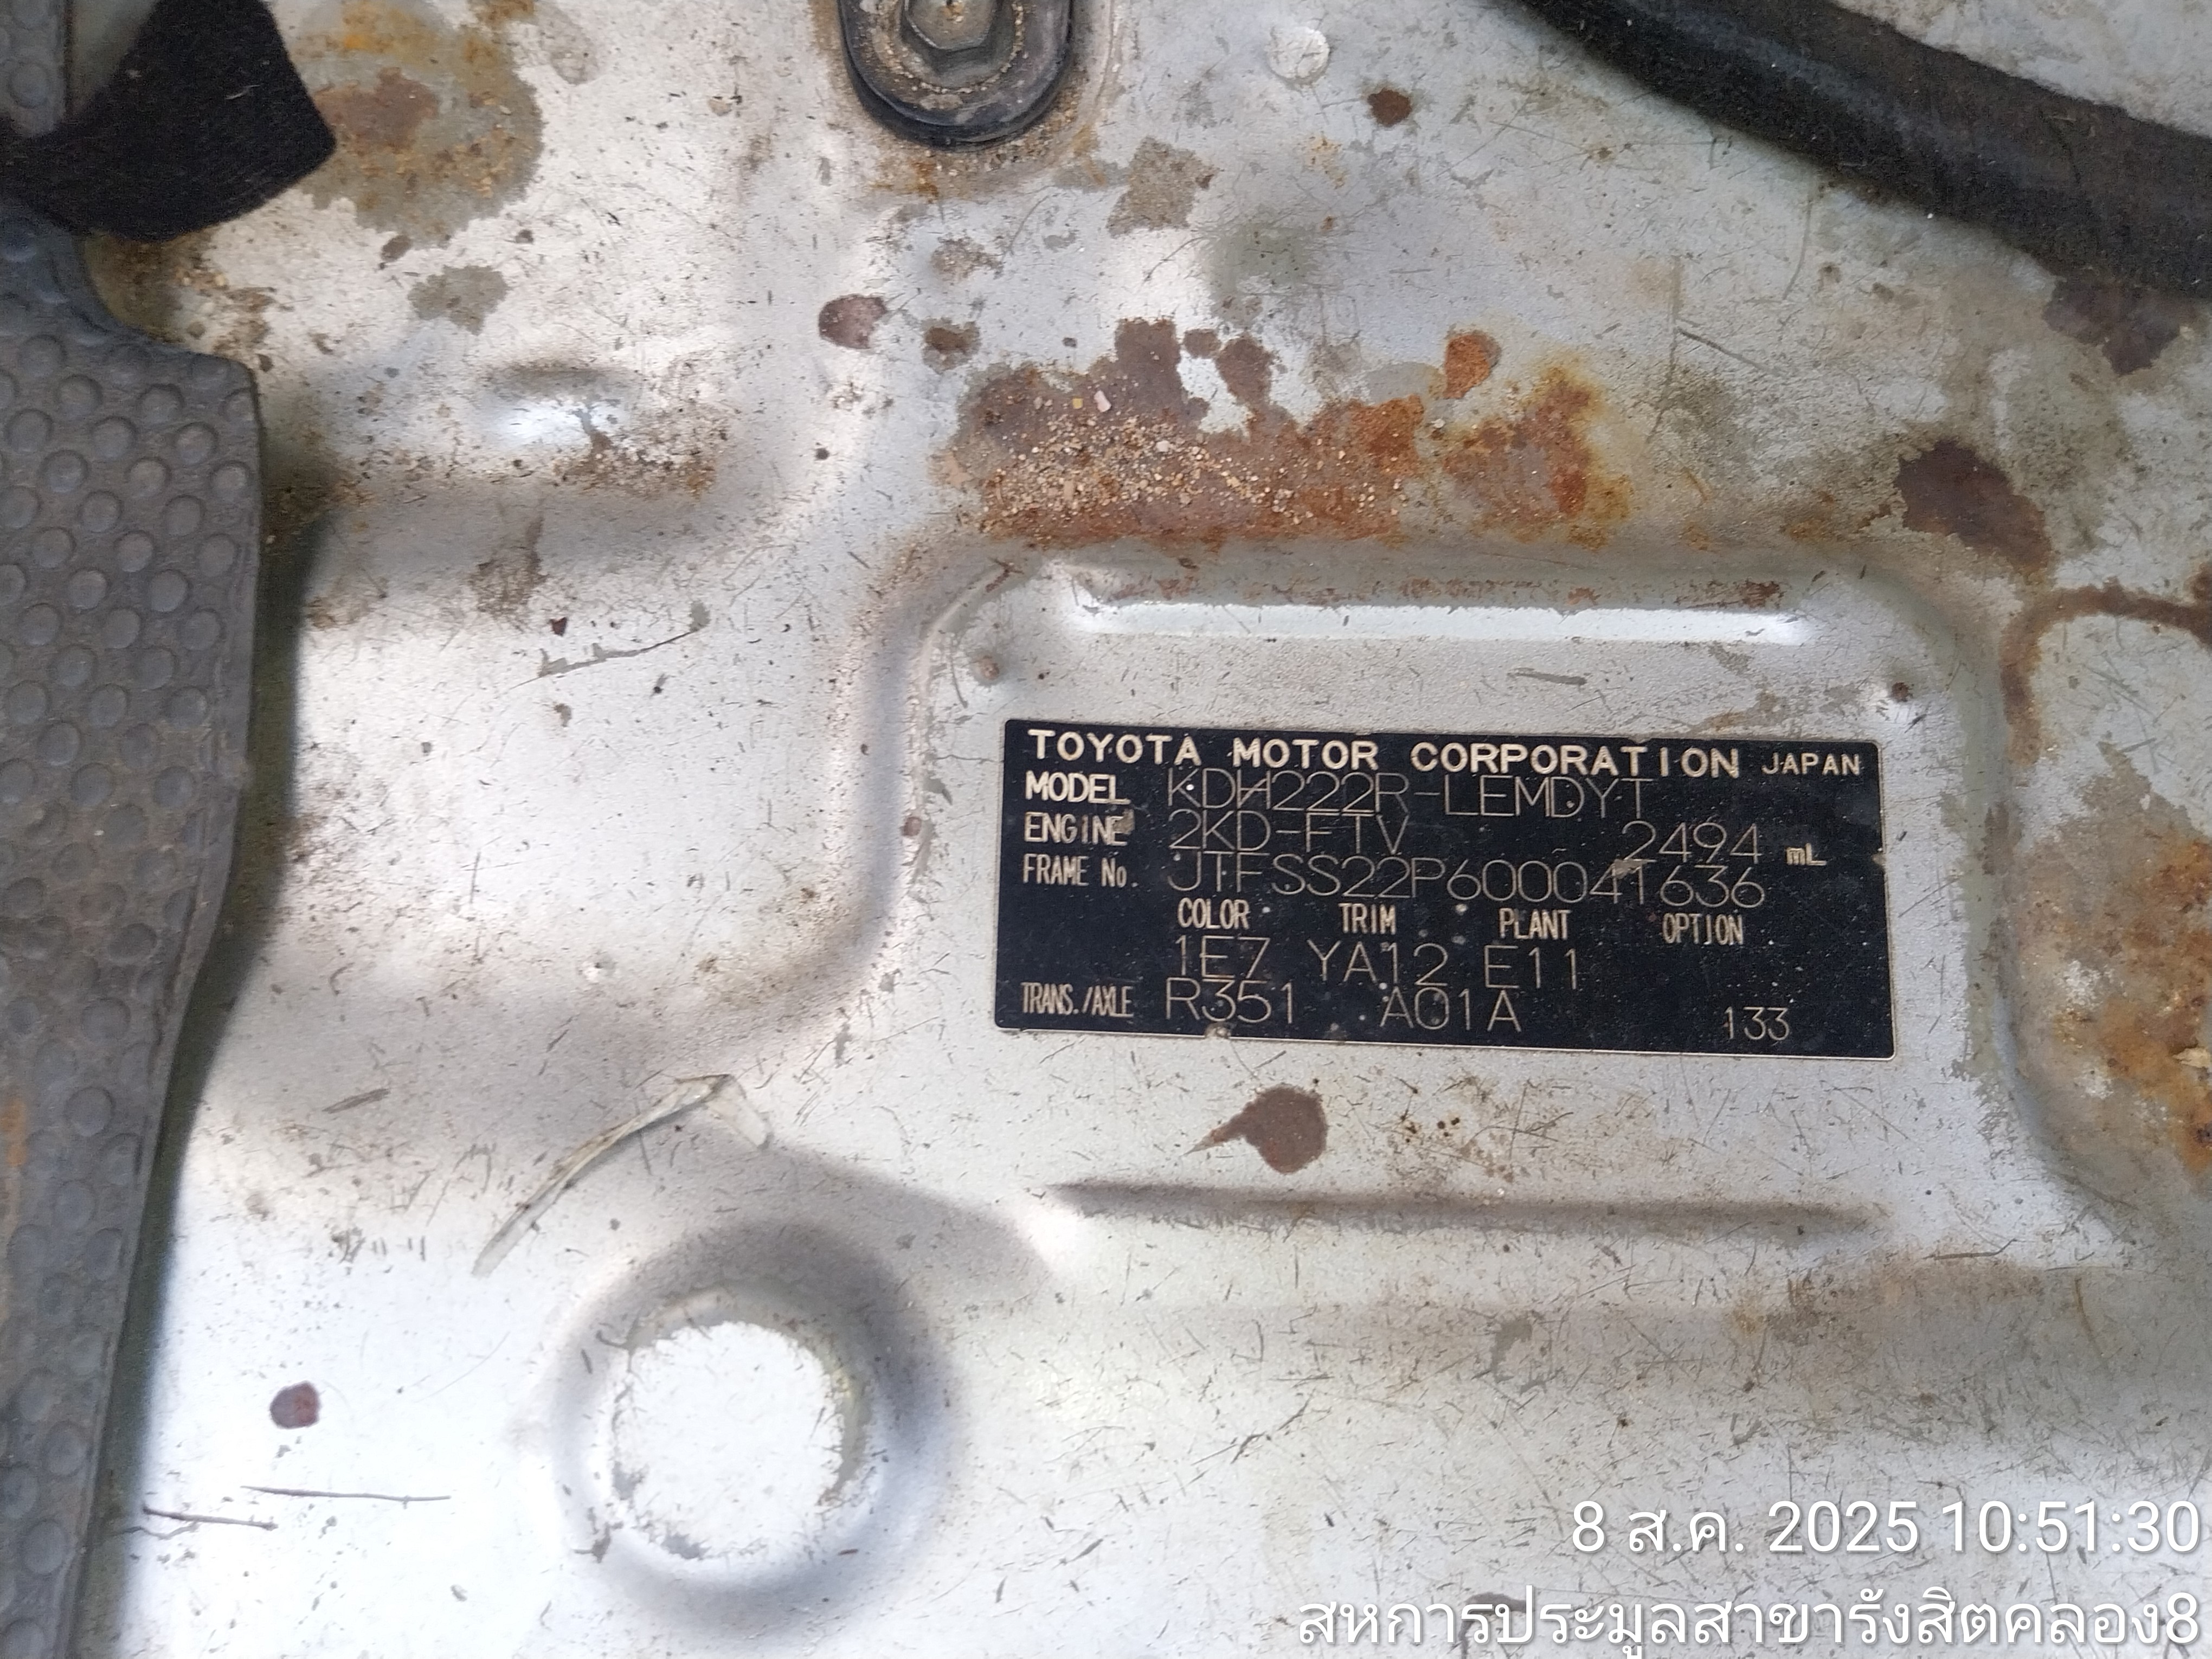 TOYOTA MOTOR CORPORATION JAPAN
MODEL KDH222R-LEMDYT
ENGINE 2KD-FTV 2494 mL
FRAME No. JTFSS22P600041636
COLOR TRIM PLANT OPTION
1E7 YA12 E11
TRANS./AXLE R351 A01A 133
8 ส.ค. 2025 10:51:30
สหการประมูลสาขารังสิตคลอง8